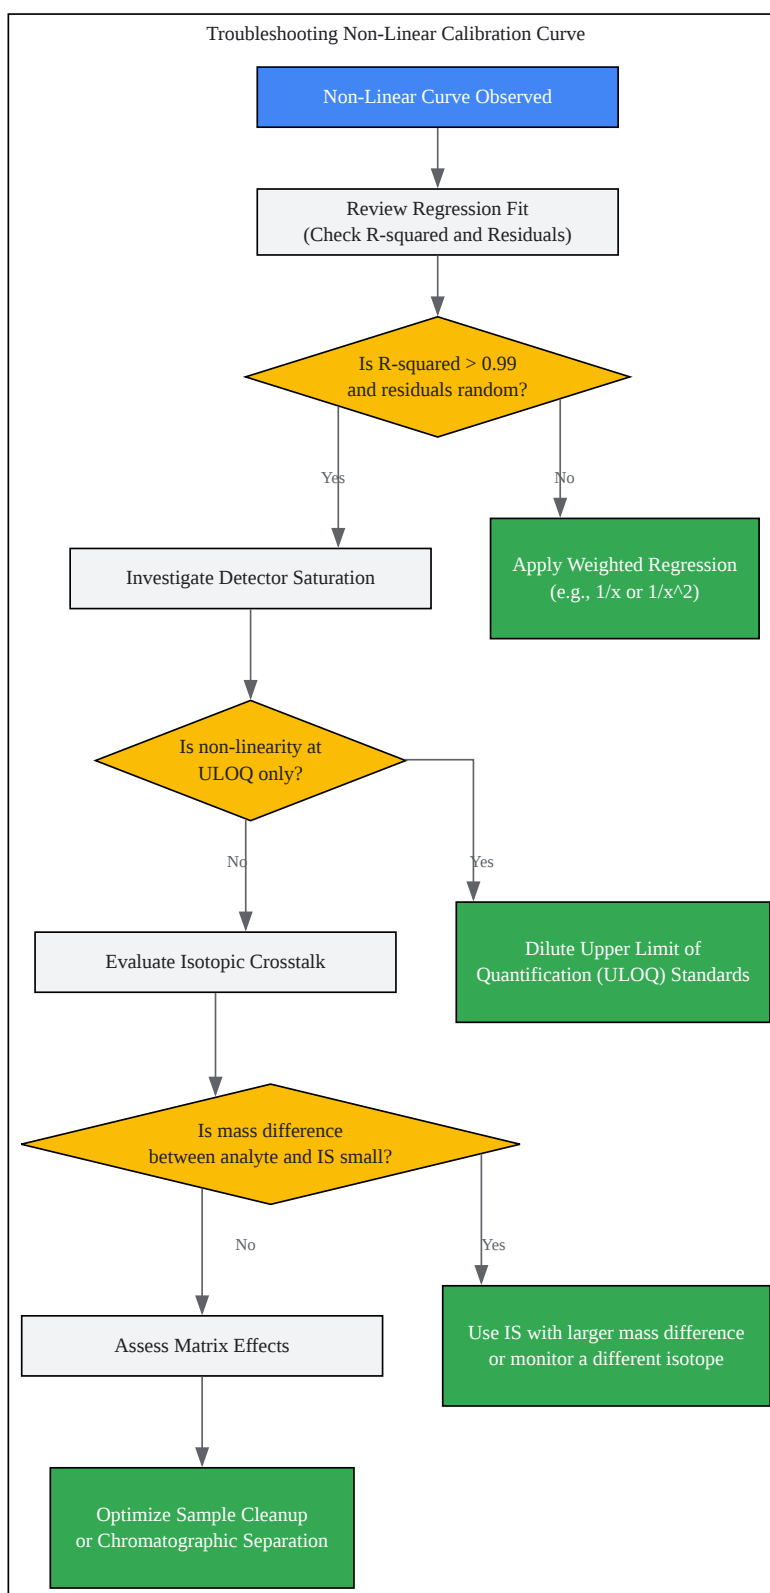 Troubleshooting Non-Linear Calibration Curve
Non-Linear Curve Observed
Review Regression Fit
(Check R-squared and Residuals)
Is R-squared > 0.99
and residuals random?
Yes
No
Investigate Detector Saturation
Apply Weighted Regression
(e.g., 1/x or 1/x^2)
Is non-linearity at
ULOQ only?
No
Yes
Evaluate Isotopic Crosstalk
Dilute Upper Limit of
Quantification (ULOQ) Standards
Is mass difference
between analyte and IS small?
No
Yes
Assess Matrix Effects
Use IS with larger mass difference
or monitor a different isotope
Optimize Sample Cleanup
or Chromatographic Separation